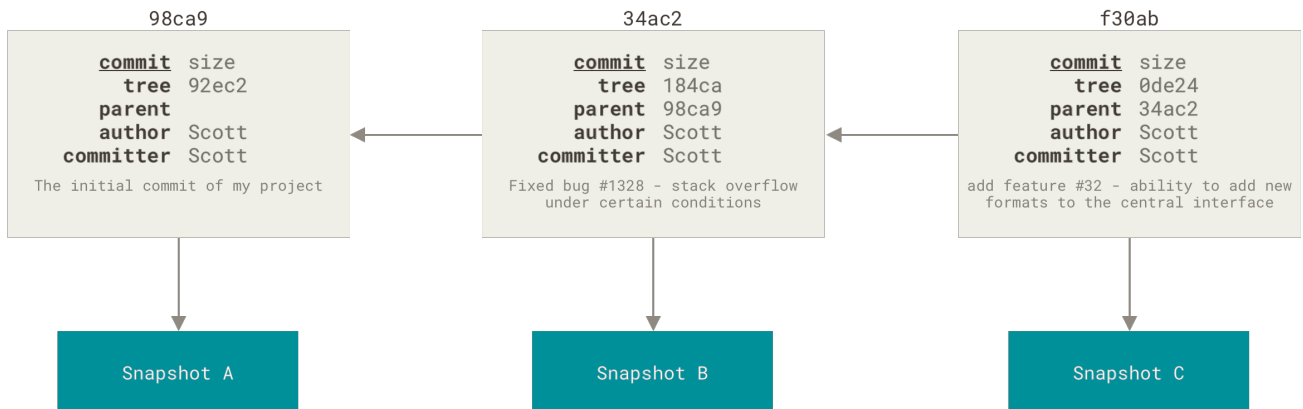 98ca9
commit size
tree 92ec2
parent
author Scott
committer Scott
The initial commit of my project
Snapshot A
34ac2
commit size
tree 184ca
parent 98ca9
author Scott
committer Scott
Fixed bug #1328 - stack overflow
under certain conditions
Snapshot B
f30ab
commit size
tree 0de24
parent 34ac2
author Scott
committer Scott
add feature #32 - ability to add new
formats to the central interface
Snapshot C